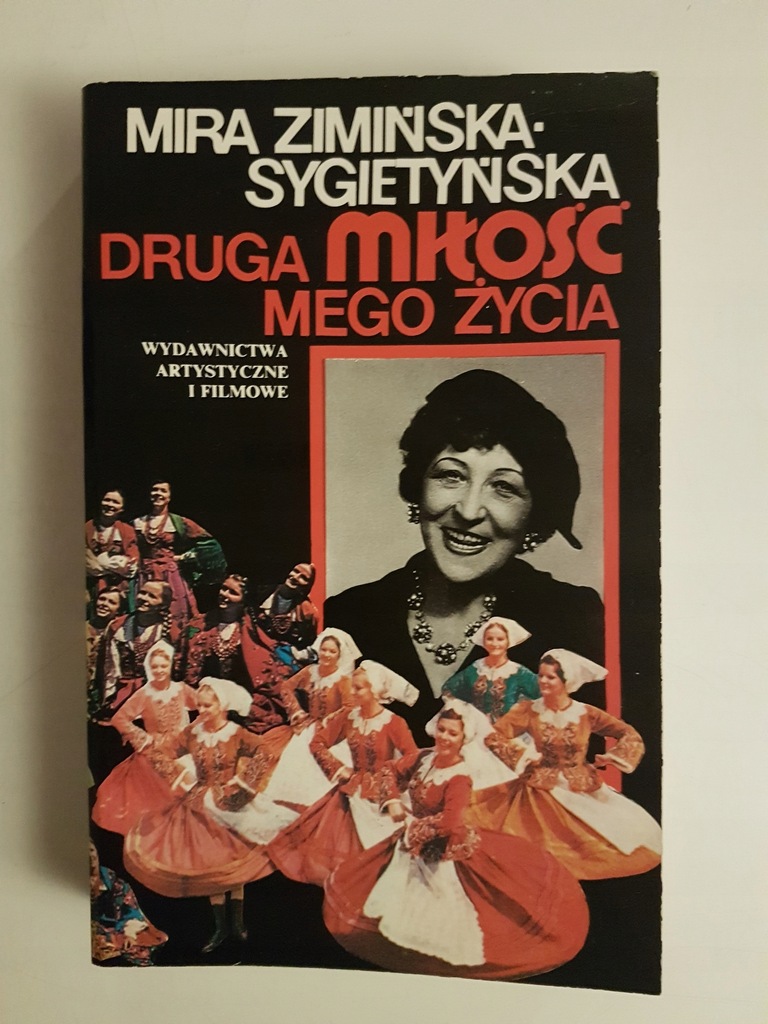 MIRA ZIMIŃSKA-
SYGIETYŃSKA
DRUGA MIŁOŚĆ
MEGO ŻYCIA
WYDAWNICTWA
ARTYSTYCZNE
I FILMOWE